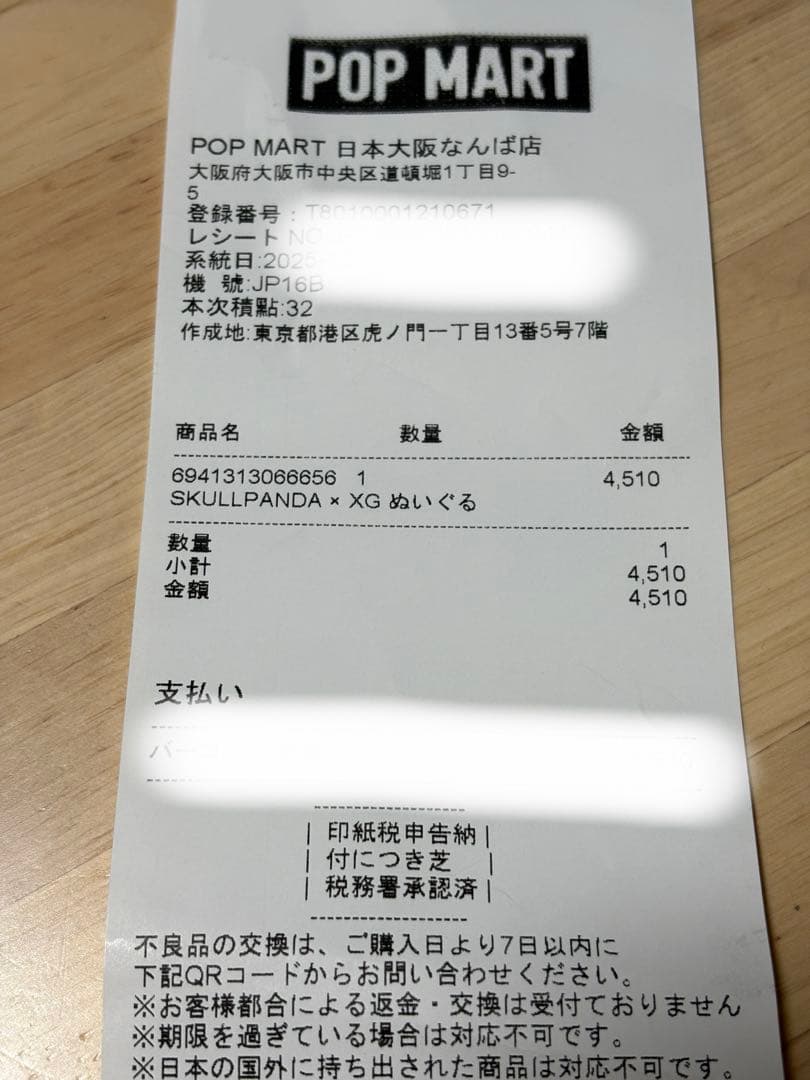 POP MART
POP MART 日本大阪なんば店
大阪府大阪市中央区道頓堀1丁目9-
5
登録番号：T8010001210671
レシート
系統日:2025
機 號:JP16B
本次積點:32
作成地:東京都港区虎ノ門一丁目13番5号7階
商品名 数量 金額
6941313066656 1 4,510
SKULLPANDA × XG ぬいぐる
数量 1
小計 4,510
金額 4,510
支払い
印紙税申告納
付につき芝
税務署承認済
不良品の交換は、ご購入日より7日以内に
下記QRコードからお問い合わせください。
※お客様都合による返金・交換は受付ておりません
※期限を過ぎている場合は対応不可です。
※日本の国外に持ち出された商品は対応不可です。